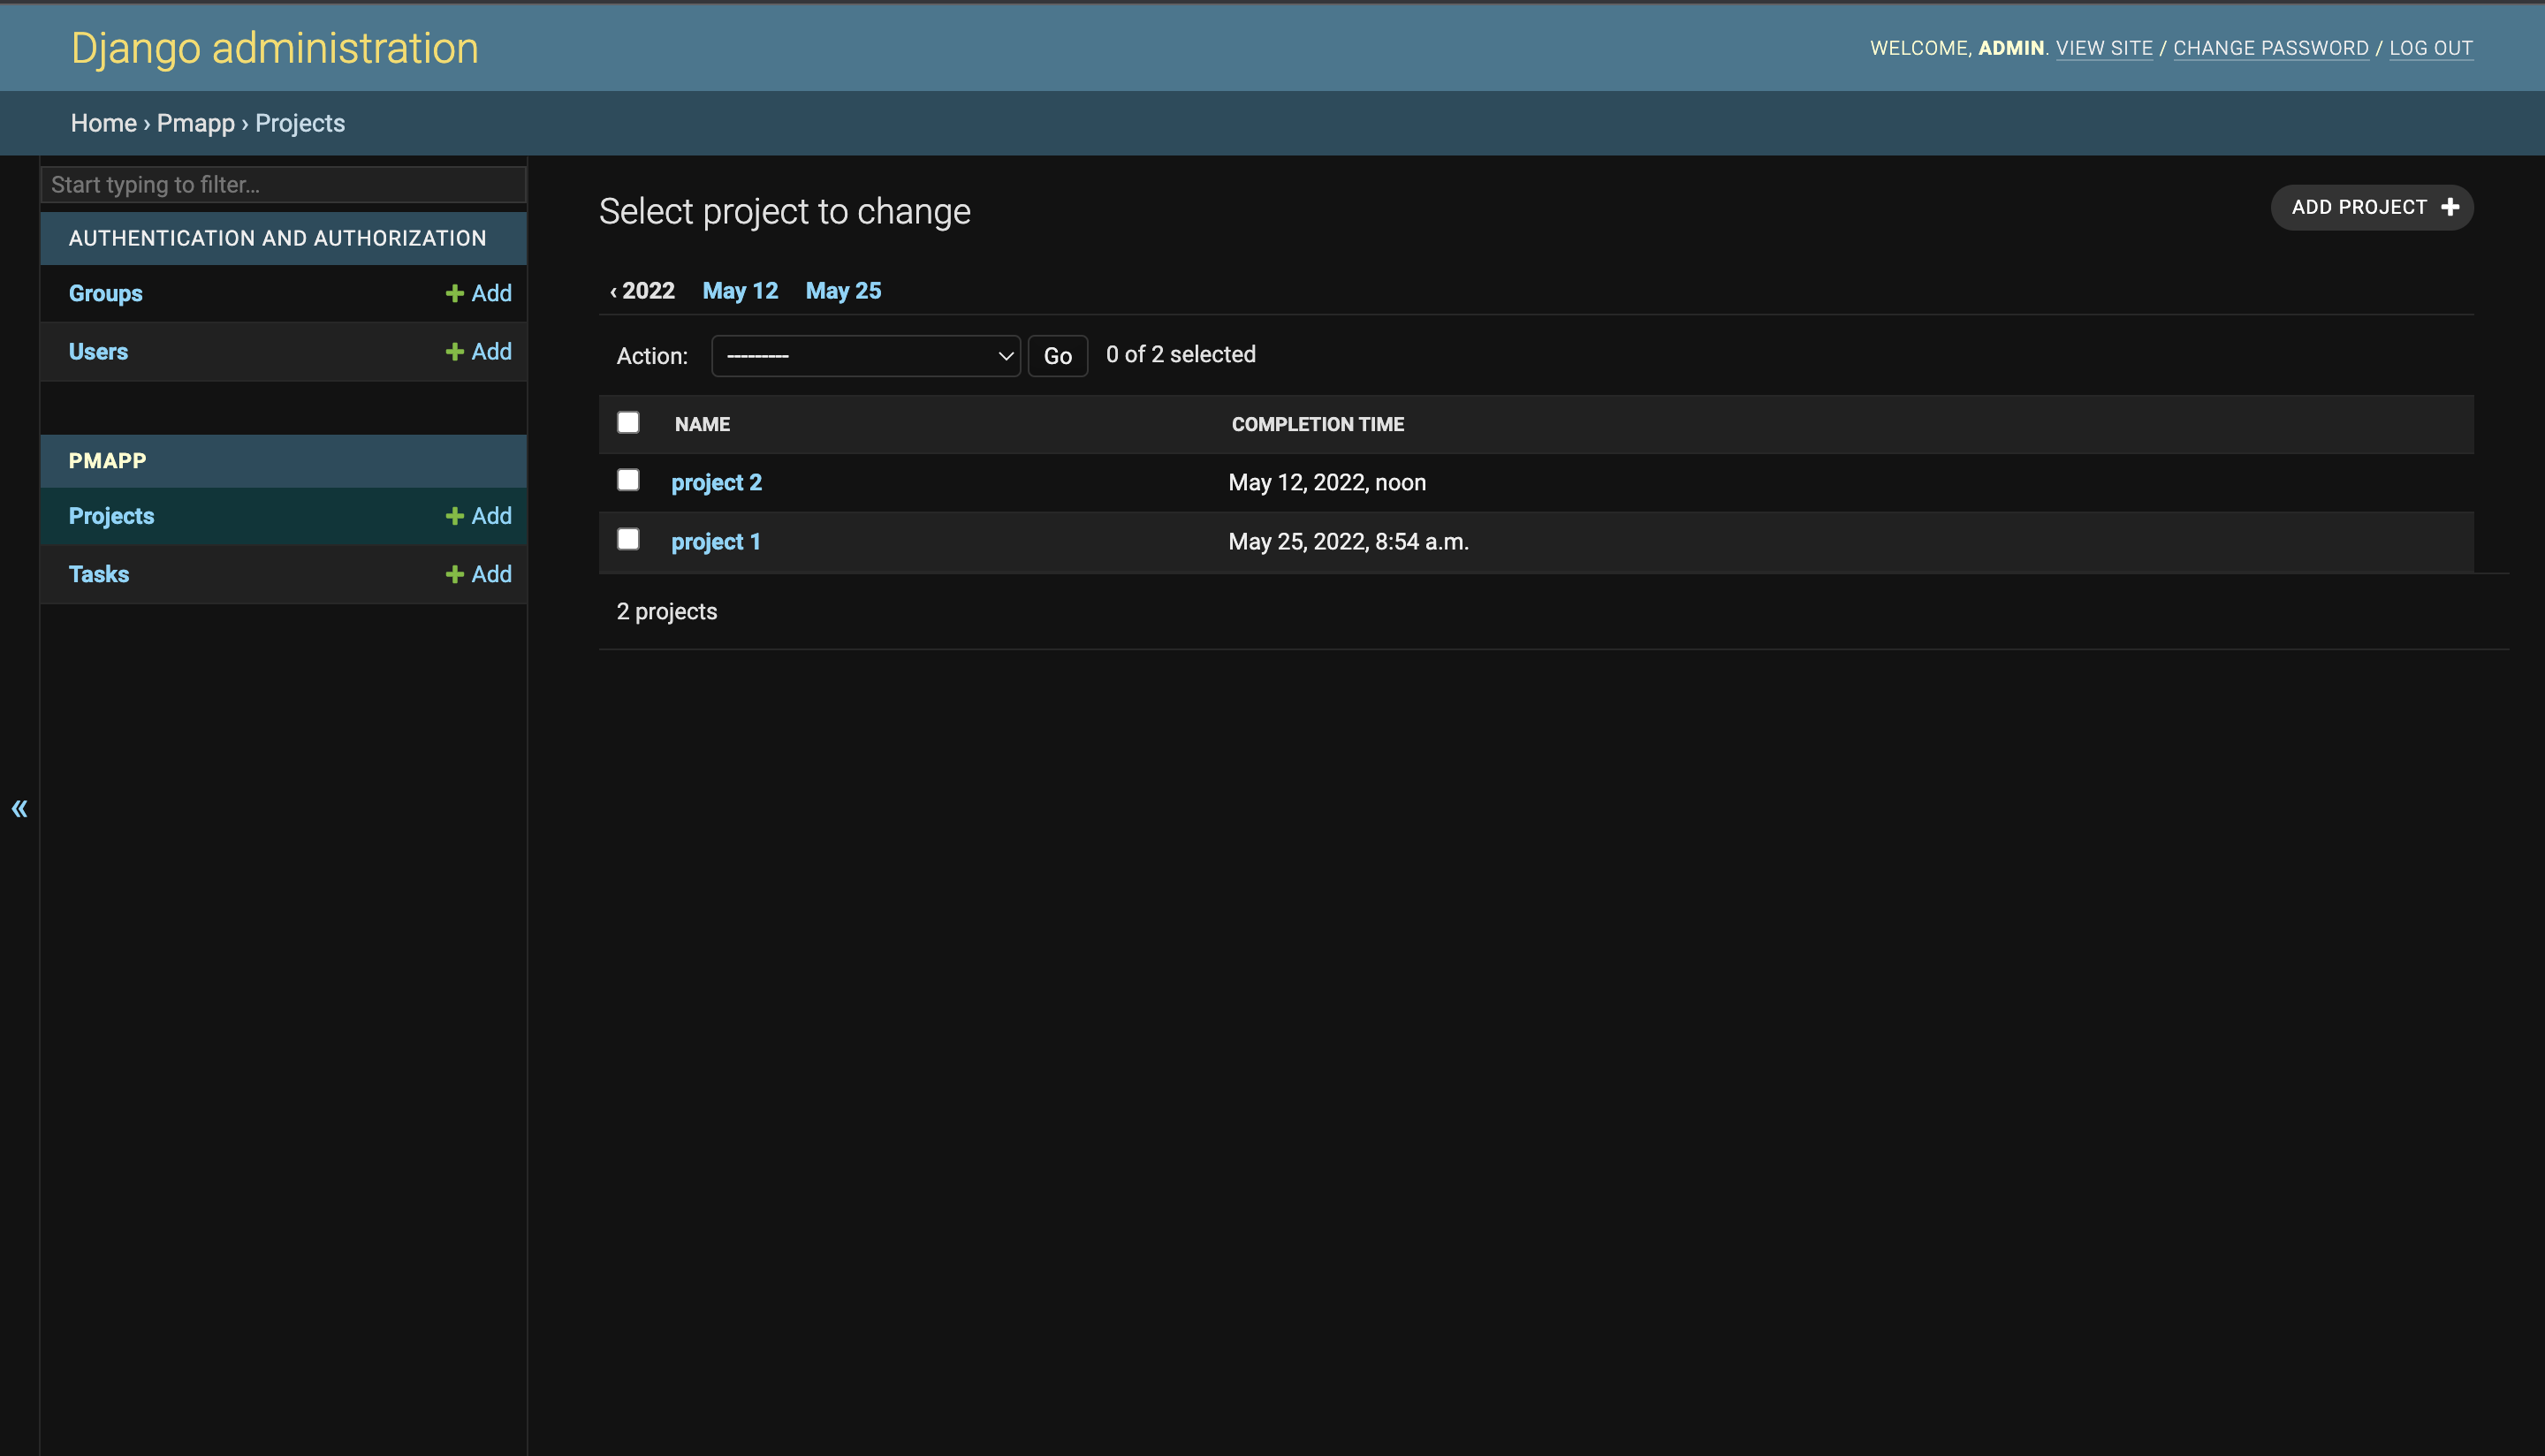 Django administration
WELCOME, ADMIN. VIEW SITE / CHANGE PASSWORD / LOG OUT
Home › Pmapp › Projects
Start typing to filter...
AUTHENTICATION AND AUTHORIZATION
Groups + Add
Users + Add
PMAPP
Projects + Add
Tasks + Add
«
Select project to change
ADD PROJECT +
‹ 2022 May 12 May 25
Action: --------- Go 0 of 2 selected
NAME COMPLETION TIME
project 2 May 12, 2022, noon
project 1 May 25, 2022, 8:54 a.m.
2 projects